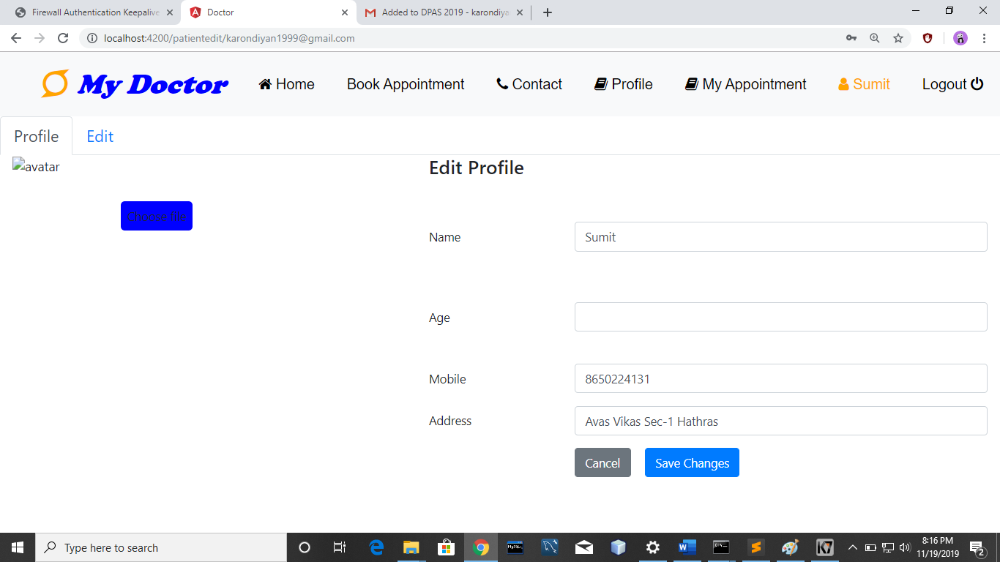 Firewall Authentication Keepalive
Doctor
Added to DPAS 2019 - karondiya
localhost:4200/patientedit/karondiyan1999@gmail.com
My Doctor
Home
Book Appointment
Contact
Profile
My Appointment
Sumit
Logout
Profile
Edit
avatar
Edit Profile
Choose file
Name
Sumit
Age
Mobile
8650224131
Address
Avas Vikas Sec-1 Hathras
Cancel
Save Changes
Type here to search
MySQL
8:16 PM
11/19/2019
2